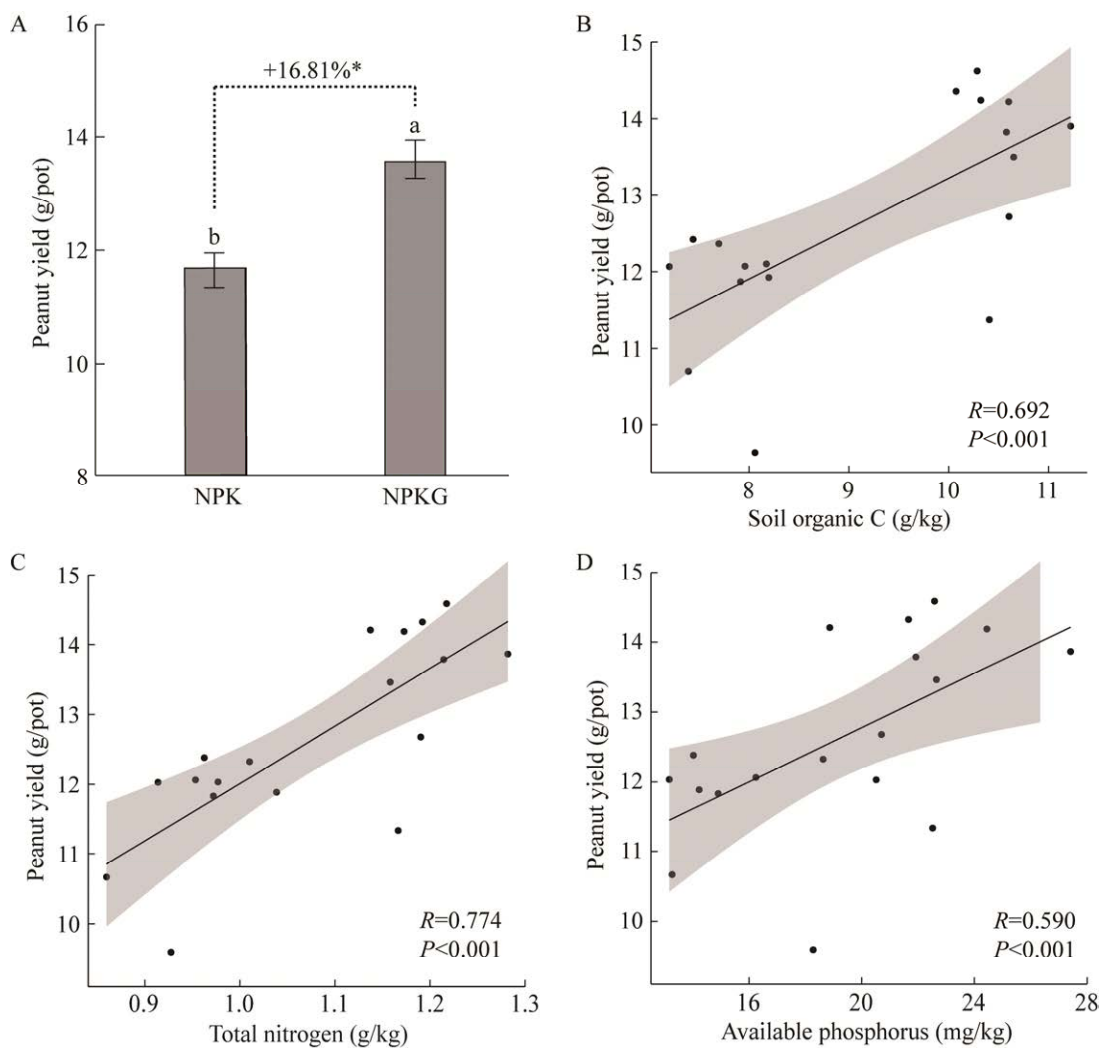 A
16
14
12
10
8
Peanut yield (g/pot)
+16.81%*
b
a
NPK
NPKG
B
15
14
13
12
11
10
Peanut yield (g/pot)
R=0.692
P<0.001
8
9
10
11
Soil organic C (g/kg)
C
15
14
13
12
11
10
Peanut yield (g/pot)
R=0.774
P<0.001
0.9
1.0
1.1
1.2
1.3
Total nitrogen (g/kg)
D
15
14
13
12
11
10
Peanut yield (g/pot)
R=0.590
P<0.001
16
20
24
28
Available phosphorus (mg/kg)